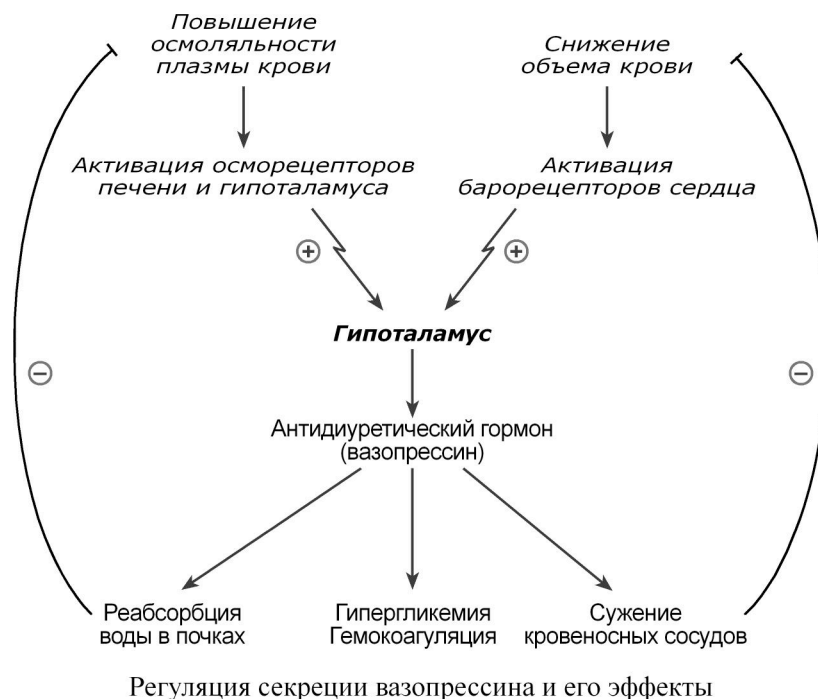 Повышение
осмоляльности
плазмы крови
Снижение
объема крови
Активация осморецепторов
печени и гипоталамуса
Активация
барорецепторов сердца
+
+
Гипоталамус
−
−
Антидиуретический гормон
(вазопрессин)
Реабсорбция
воды в почках
Гипергликемия
Гемокоагуляция
Сужение
кровеносных сосудов
Регуляция секреции вазопрессина и его эффекты